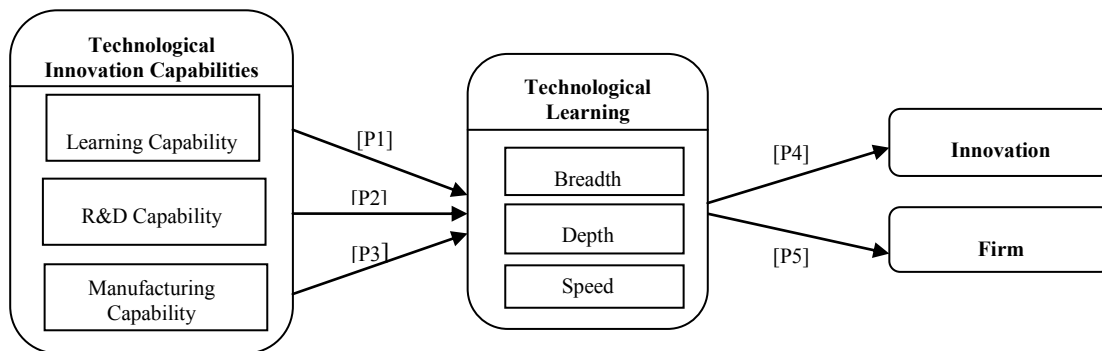 Technological
Innovation Capabilities
Learning Capability
R&D Capability
Manufacturing
Capability
[P1]
[P2]
[P3]
Technological
Learning
Breadth
Depth
Speed
[P4]
[P5]
Innovation
Firm